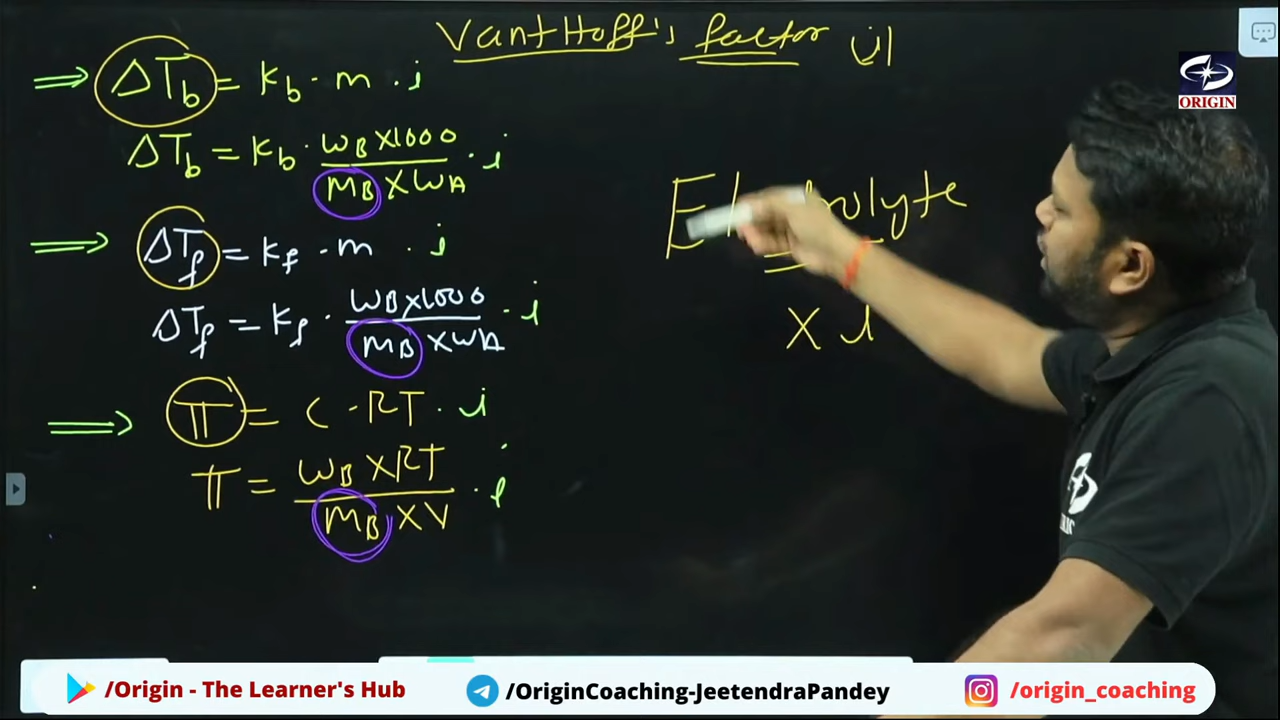 Vant Hoff's factor (i)
⇒ ΔTb = Kb · m · i
ΔTb = Kb · WB×1000 / MB×WA · i
⇒ ΔTf = Kf · m · i
ΔTf = Kf · WB×1000 / MB×WA · i
⇒ π = C · RT · i
π = WB×RT / MB×V · i
× i
ORIGIN
/Origin - The Learner's Hub
/OriginCoaching-JeetendraPandey
/origin_coaching